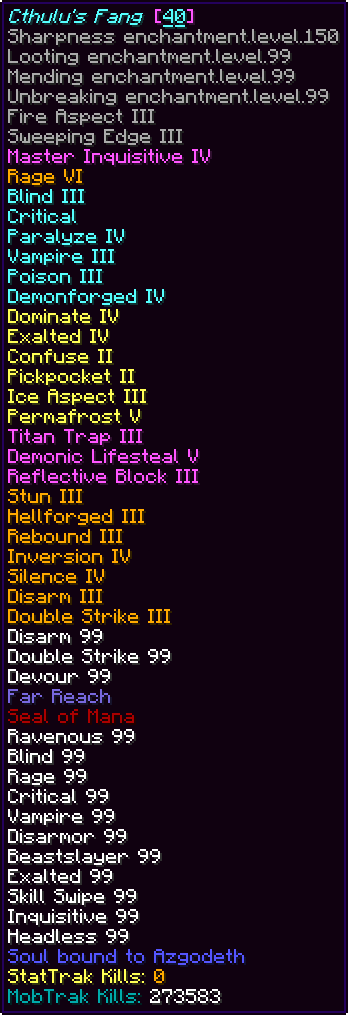 Cthulu's Fang [40]
Sharpness enchantment.level.150
Looting enchantment.level.99
Mending enchantment.level.99
Unbreaking enchantment.level.99
Fire Aspect III
Sweeping Edge III
Master Inquisitive IV
Rage VI
Blind III
Critical
Paralyze IV
Vampire III
Poison III
Demonforged IV
Dominate IV
Exalted IV
Confuse II
Pickpocket II
Ice Aspect III
Permafrost V
Titan Trap III
Demonic Lifesteal V
Reflective Block III
Stun III
Hellforged III
Rebound III
Inversion IV
Silence IV
Disarm III
Double Strike III
Disarm 99
Double Strike 99
Devour 99
Far Reach
Seal of Mana
Ravenous 99
Blind 99
Rage 99
Critical 99
Vampire 99
Disarmor 99
Beastslayer 99
Exalted 99
Skill Swipe 99
Inquisitive 99
Headless 99
Soul bound to Azgodeth
StatTrak Kills: 0
MobTrak Kills: 273583